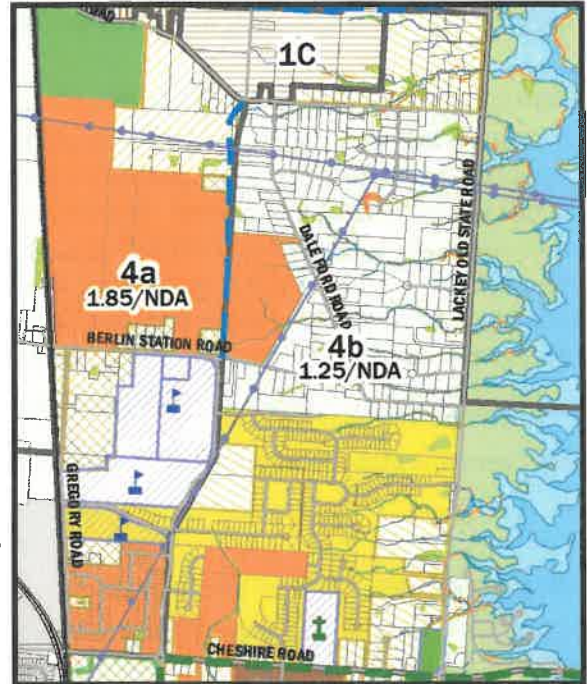 ROAD
1C
LACKEY OLD STATE ROAD
DALE FORD ROAD
4a
1.85/NDA
BERLIN STATION ROAD
4b
1.25/NDA
GREGORY ROAD
CHESHIRE ROAD